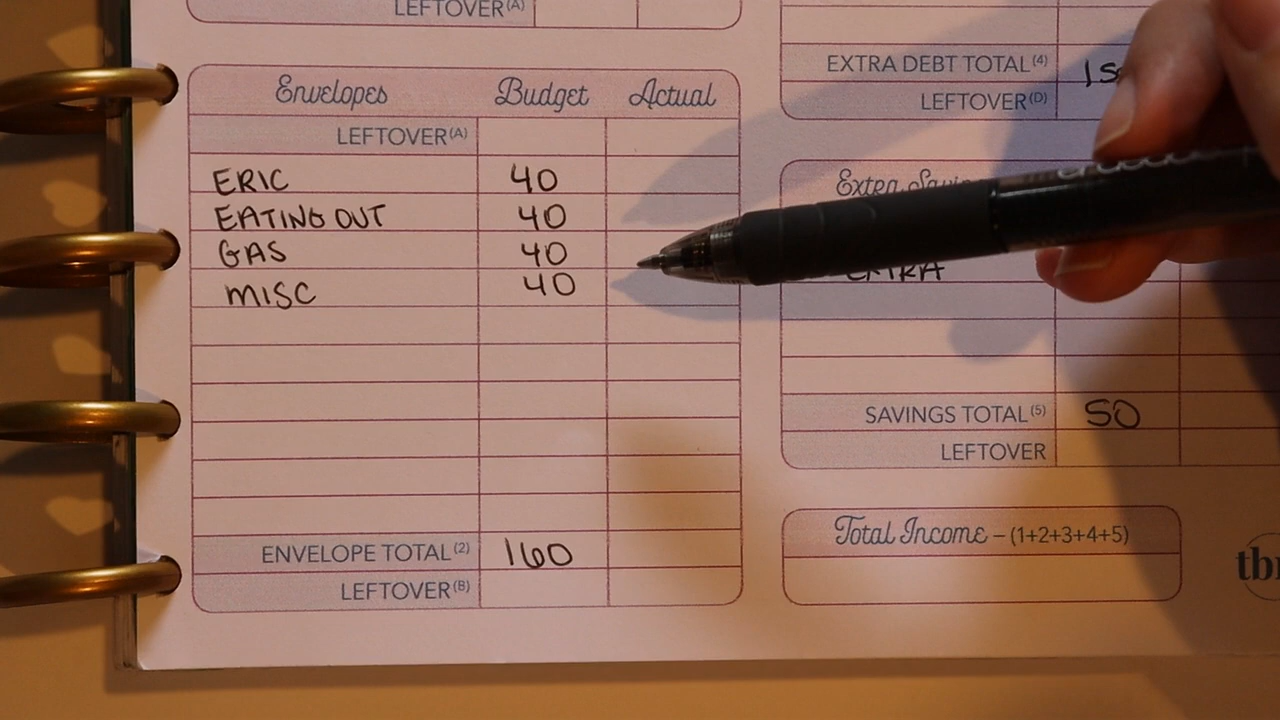 LEFTOVER(A)
Envelopes Budget Actual
LEFTOVER(A)
ERIC 40
EATING OUT 40
GAS 40
MISC 40
ENVELOPE TOTAL(2) 160
LEFTOVER(B)
EXTRA DEBT TOTAL(4)
LEFTOVER(D)
Extra
EXTRA
SAVINGS TOTAL(5) 50
LEFTOVER
Total Income – (1+2+3+4+5)